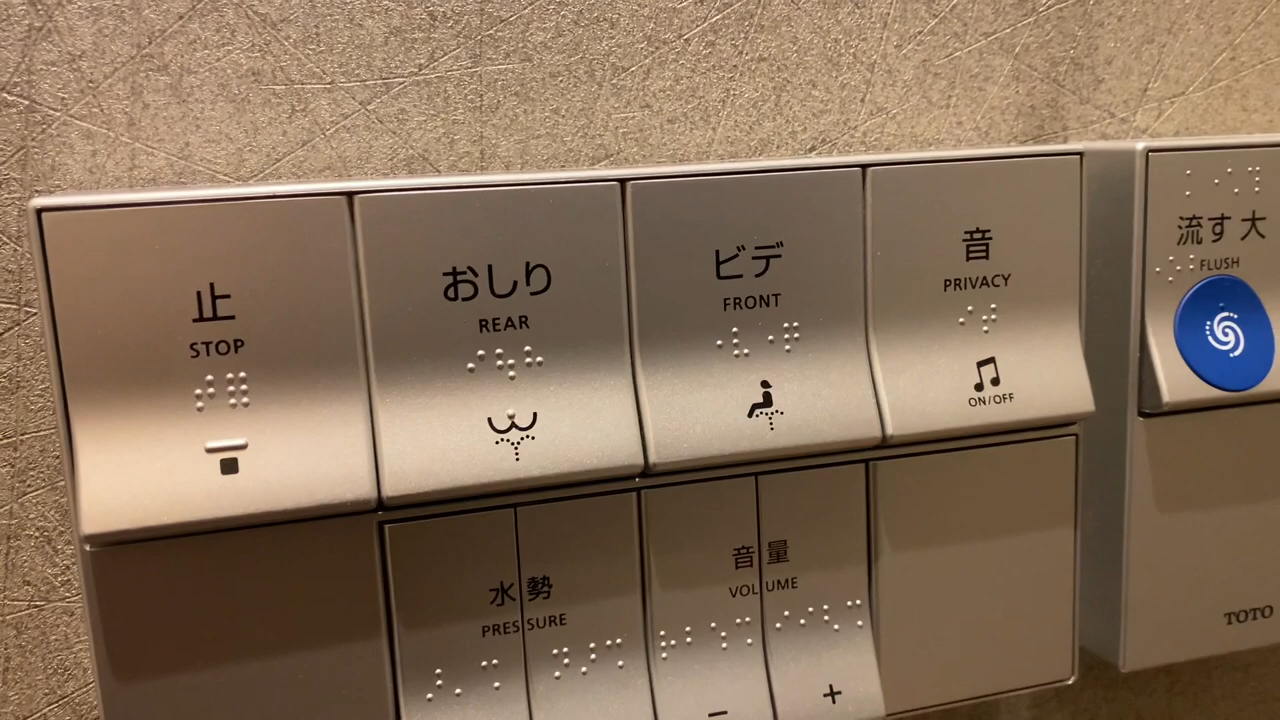 止
STOP
おしり
REAR
ビデ
FRONT
音
PRIVACY
ON/OFF
流す 大
FLUSH
水勢
PRESSURE
音量
VOLUME
− +
TOTO